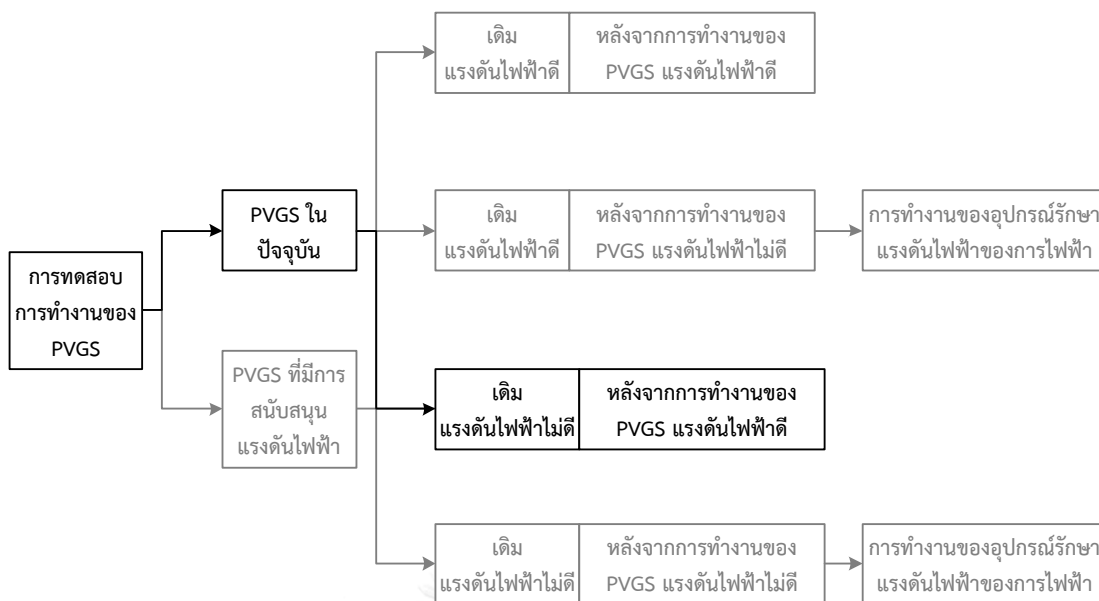 การทดสอบ
การทำงานของ
PVGS
PVGS ใน
ปัจจุบัน
PVGS ที่มีการ
สนับสนุน
แรงดันไฟฟ้า
เดิม
แรงดันไฟฟ้าดี
หลังจากการทำงานของ
PVGS แรงดันไฟฟ้าดี
เดิม
แรงดันไฟฟ้าดี
หลังจากการทำงานของ
PVGS แรงดันไฟฟ้าไม่ดี
การทำงานของอุปกรณ์รักษา
แรงดันไฟฟ้าของการไฟฟ้า
เดิม
แรงดันไฟฟ้าไม่ดี
หลังจากการทำงานของ
PVGS แรงดันไฟฟ้าดี
เดิม
แรงดันไฟฟ้าไม่ดี
หลังจากการทำงานของ
PVGS แรงดันไฟฟ้าไม่ดี
การทำงานของอุปกรณ์รักษา
แรงดันไฟฟ้าของการไฟฟ้า